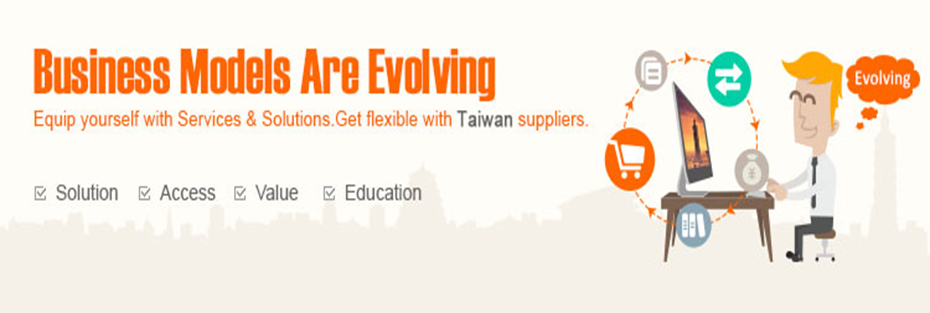 Business Models Are Evolving
Equip yourself with Services & Solutions.Get flexible with Taiwan suppliers.
Solution Access Value Education
Evolving